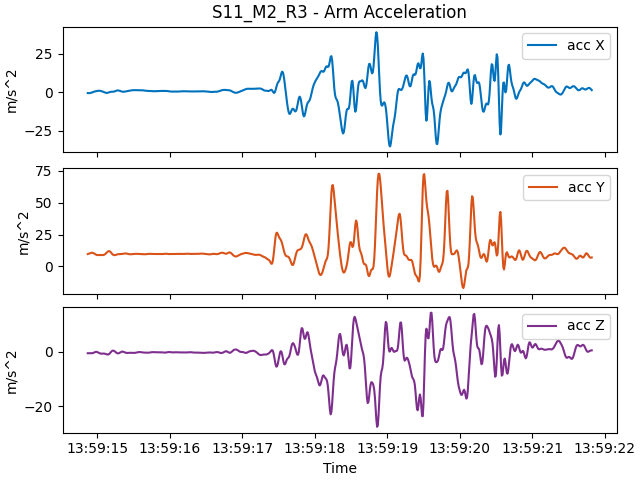 S11_M2_R3 - Arm Acceleration
m/s^2
25
0
−25
acc X
m/s^2
75
50
25
0
acc Y
m/s^2
0
−20
acc Z
13:59:15 13:59:16 13:59:17 13:59:18 13:59:19 13:59:20 13:59:21 13:59:22
Time